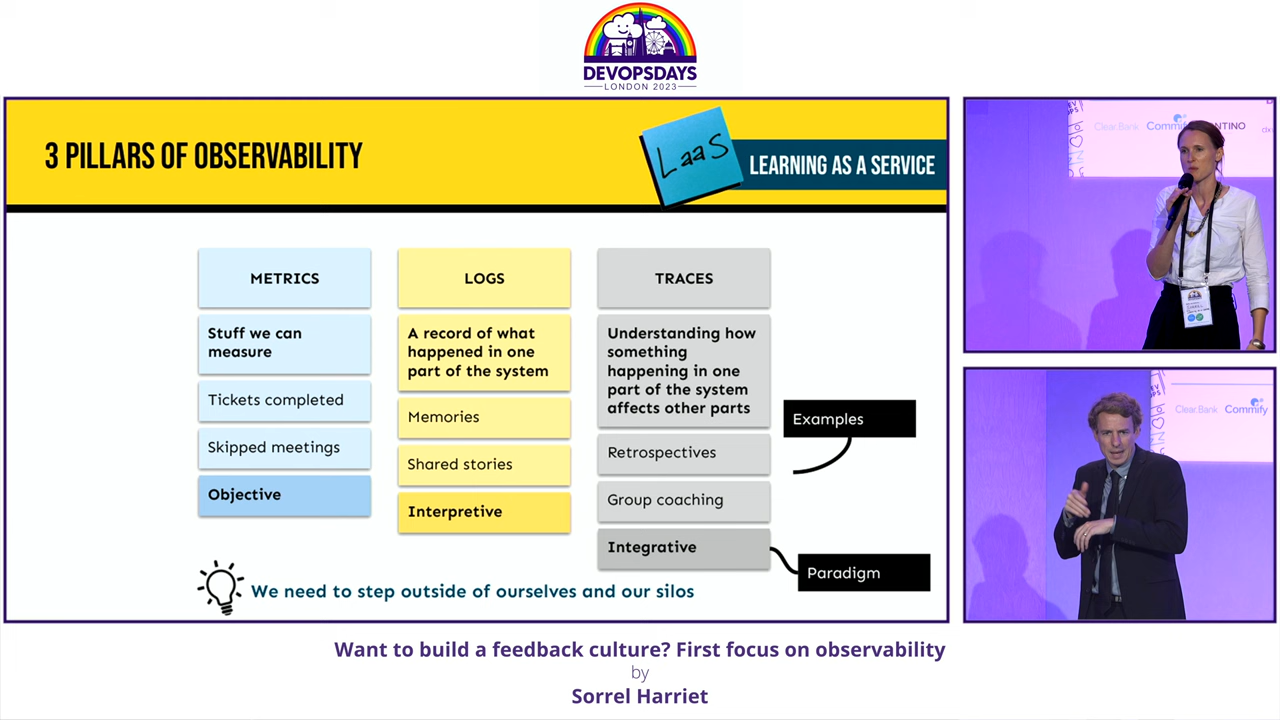 DEVOPSDAYS
LONDON 2023
3 PILLARS OF OBSERVABILITY
LaaS
LEARNING AS A SERVICE
METRICS
Stuff we can
measure
Tickets completed
Skipped meetings
Objective
LOGS
A record of what
happened in one
part of the system
Memories
Shared stories
Interpretive
TRACES
Understanding how
something
happening in one
part of the system
affects other parts
Retrospectives
Group coaching
Integrative
Examples
Paradigm
We need to step outside of ourselves and our silos
ClearBank
Commify
ClearBank
Commify
Want to build a feedback culture? First focus on observability
by
Sorrel Harriet